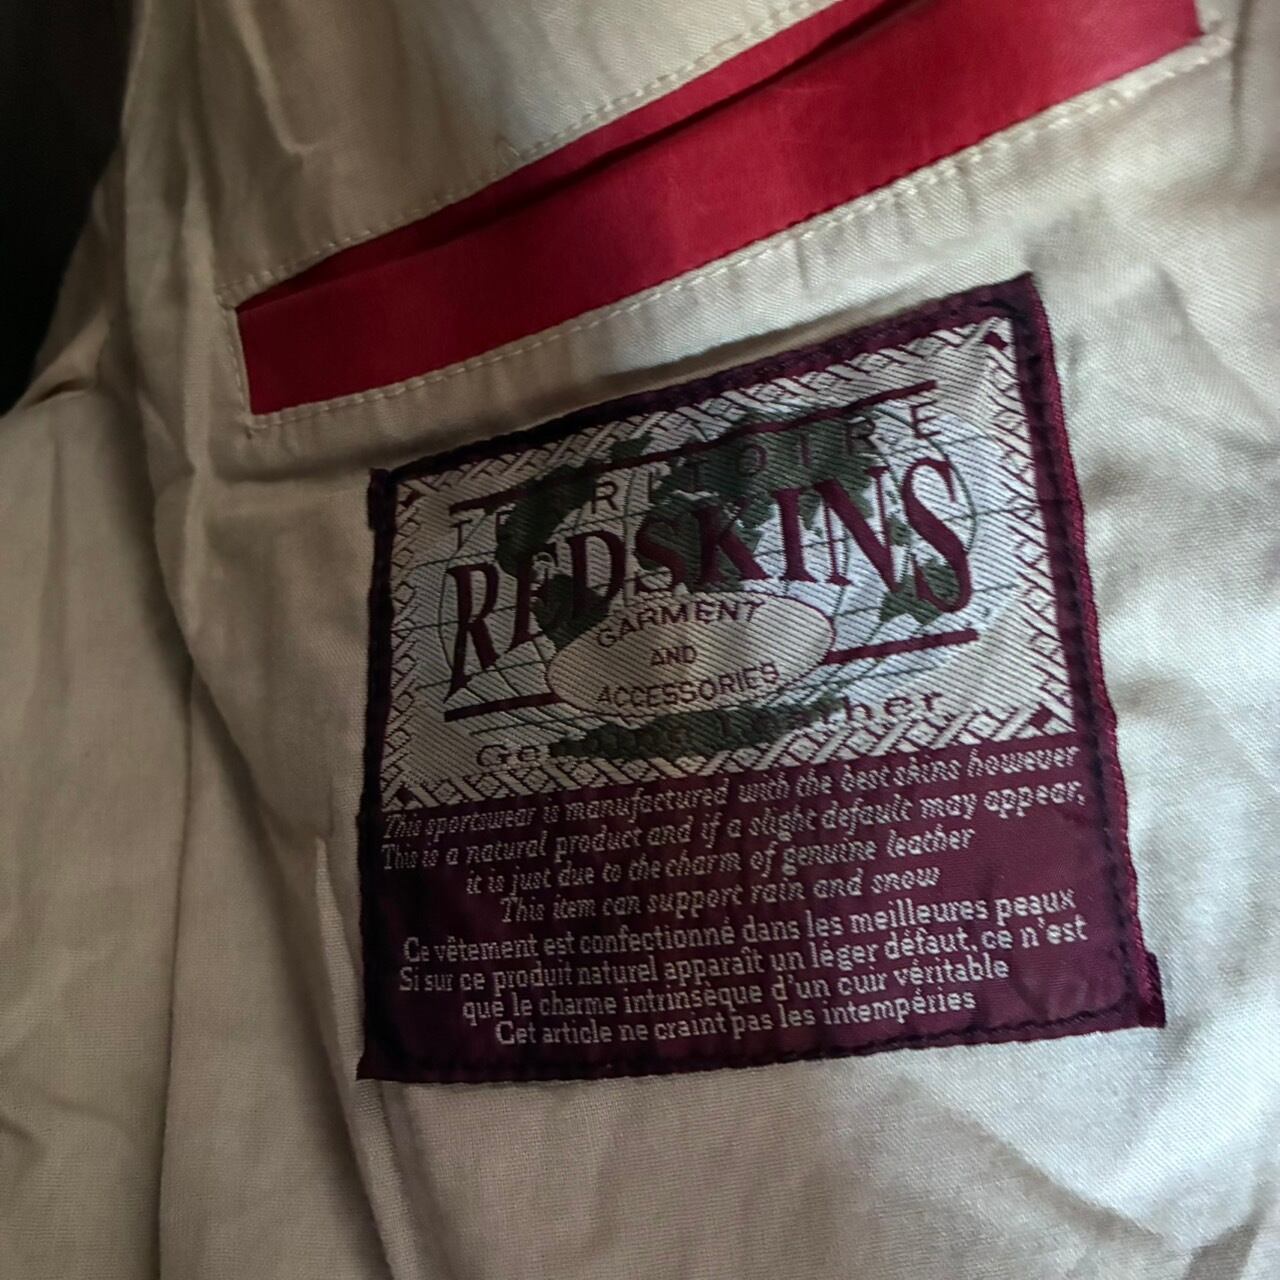 TERRITOIRE
REDSKINS
GARMENT
AND
ACCESSORIES
Genuine Leather
This sportswear is manufactured with the best skins however
This is a natural product and if a slight default may appear,
it is just due to the charm of genuine leather
This item can support rain and snow
Ce vêtement est confectionné dans les meilleures peaux
Si sur ce produit naturel apparaît un léger défaut, ce n'est
que le charme intrinsèque d'un cuir véritable
Cet article ne craint pas les intempéries